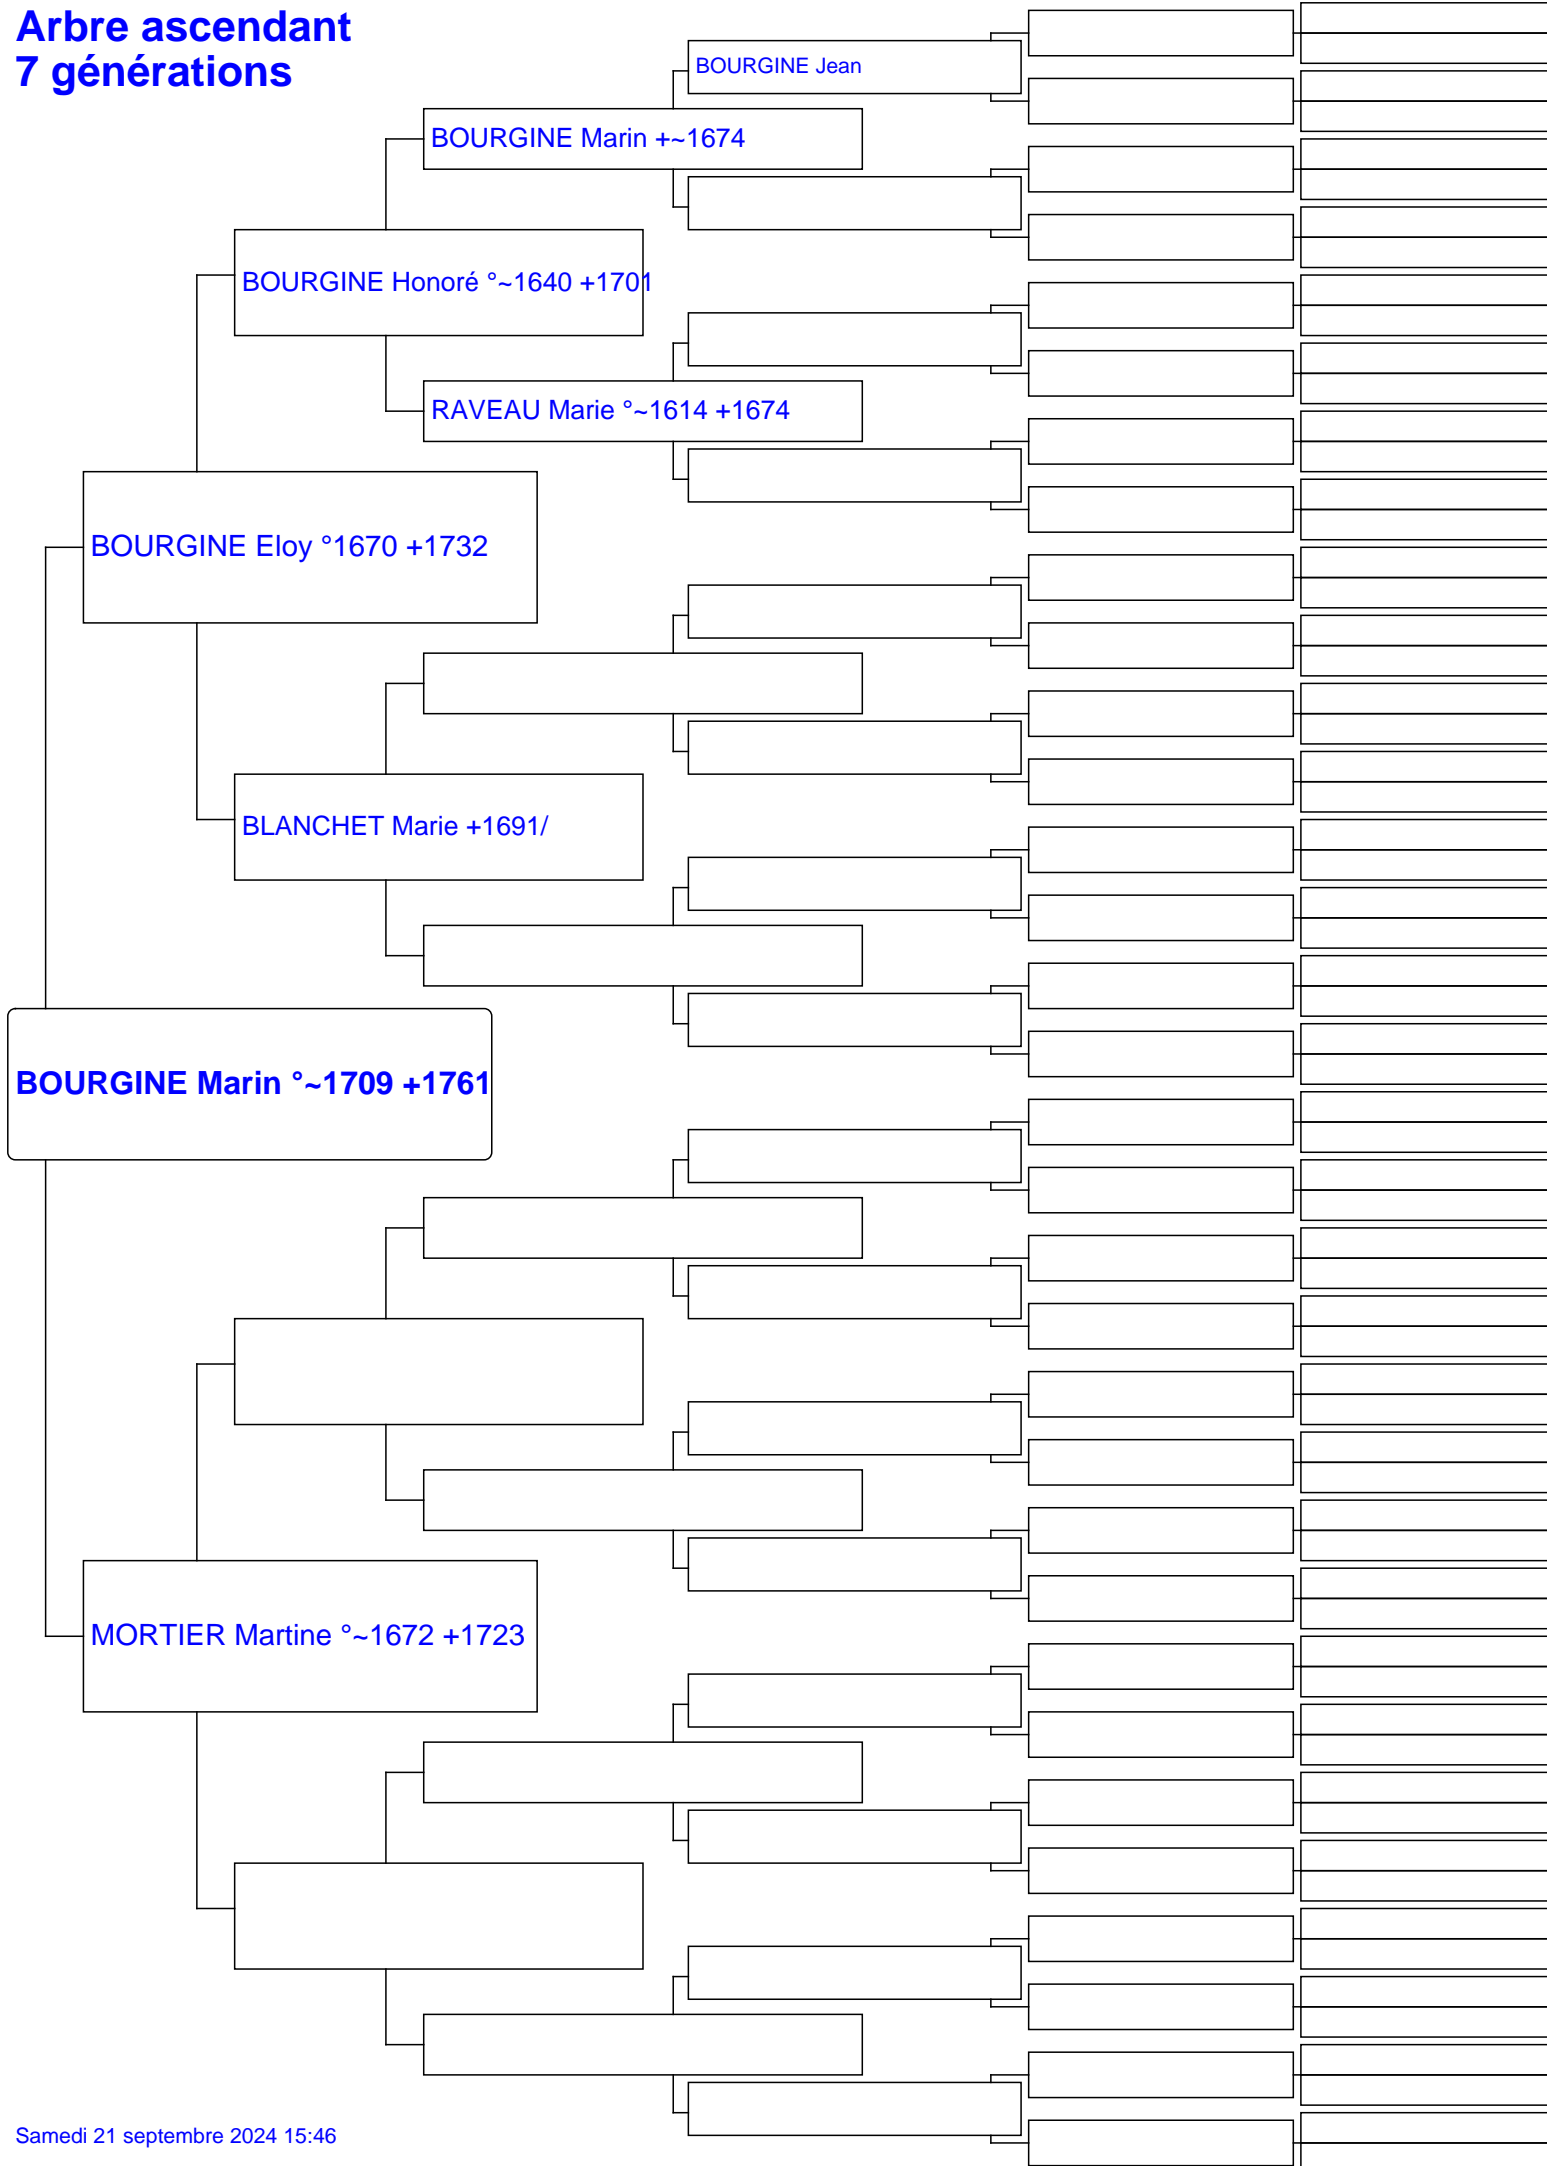 Arbre ascendant
7 générations
BOURGINE Jean
BOURGINE Marin +~1674
BOURGINE Honoré °~1640 +1701
RAVEAU Marie °~1614 +1674
BOURGINE Eloy °1670 +1732
BLANCHET Marie +1691/
BOURGINE Marin °~1709 +1761
MORTIER Martine °~1672 +1723
Samedi 21 septembre 2024 15:46